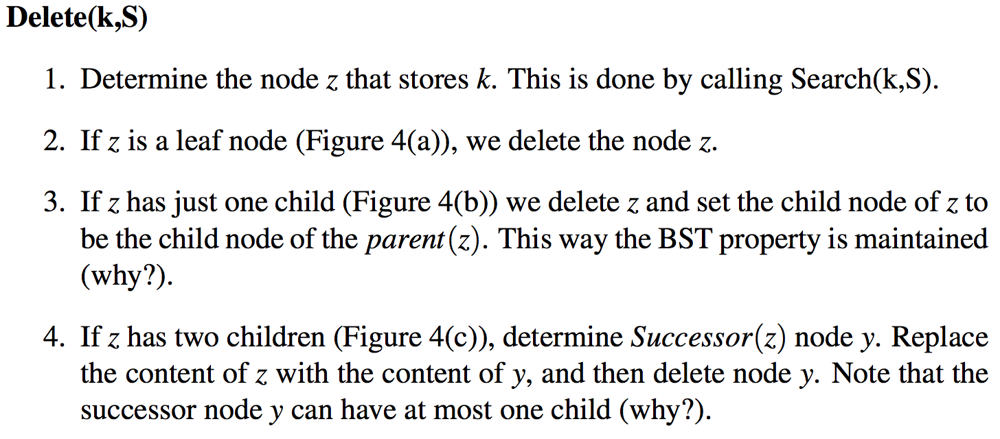 Delete(k,S)
1. Determine the node z that stores k. This is done by calling Search(k,S).
2. If z is a leaf node (Figure 4(a)), we delete the node z.
3. If z has just one child (Figure 4(b)) we delete z and set the child node of z to
be the child node of the parent(z). This way the BST property is maintained
(why?).
4. If z has two children (Figure 4(c)), determine Successor(z) node y. Replace
the content of z with the content of y, and then delete node y. Note that the
successor node y can have at most one child (why?).